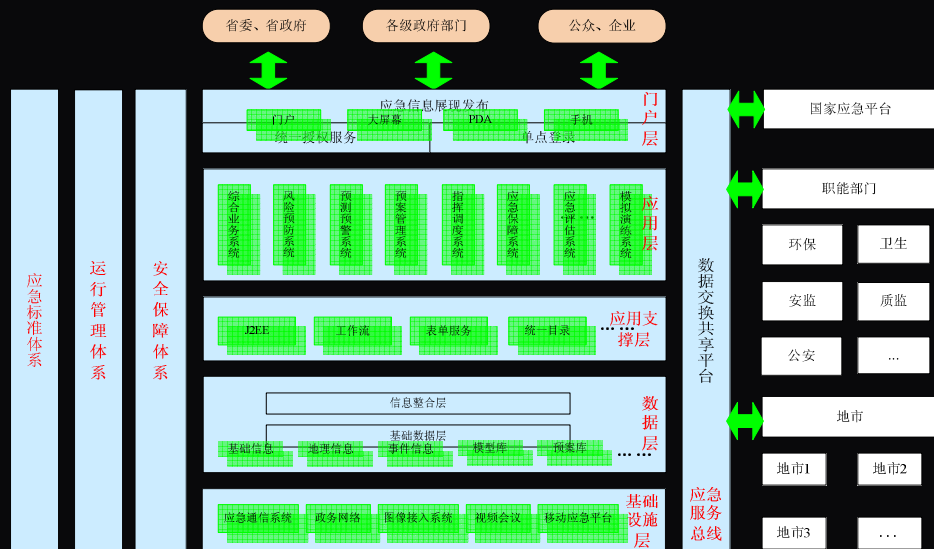 省委、省政府
各级政府部门
公众、企业
应急标准体系
运行管理体系
安全保障体系
应急信息展现发布
门户
大屏幕
PDA
手机
统一授权服务
单点登录
门户层
综合业务系统
风险预防系统
预测预警系统
预案管理系统
指挥调度系统
应急保障系统
应急评估系统
模拟演练系统
应用层
J2EE
工作流
表单服务
统一目录
……
应用支
撑层
信息整合层
基础数据层
基础信息
地理信息
事件信息
模型库
预案库
……
数据层
应急通信系统
政务网络
图像接入系统
视频会议
移动应急平台
基础
设施
层
数据交换共享平台
应急
服务
总线
国家应急平台
职能部门
环保
卫生
安监
质监
公安
...
地市
地市1
地市2
地市3
...